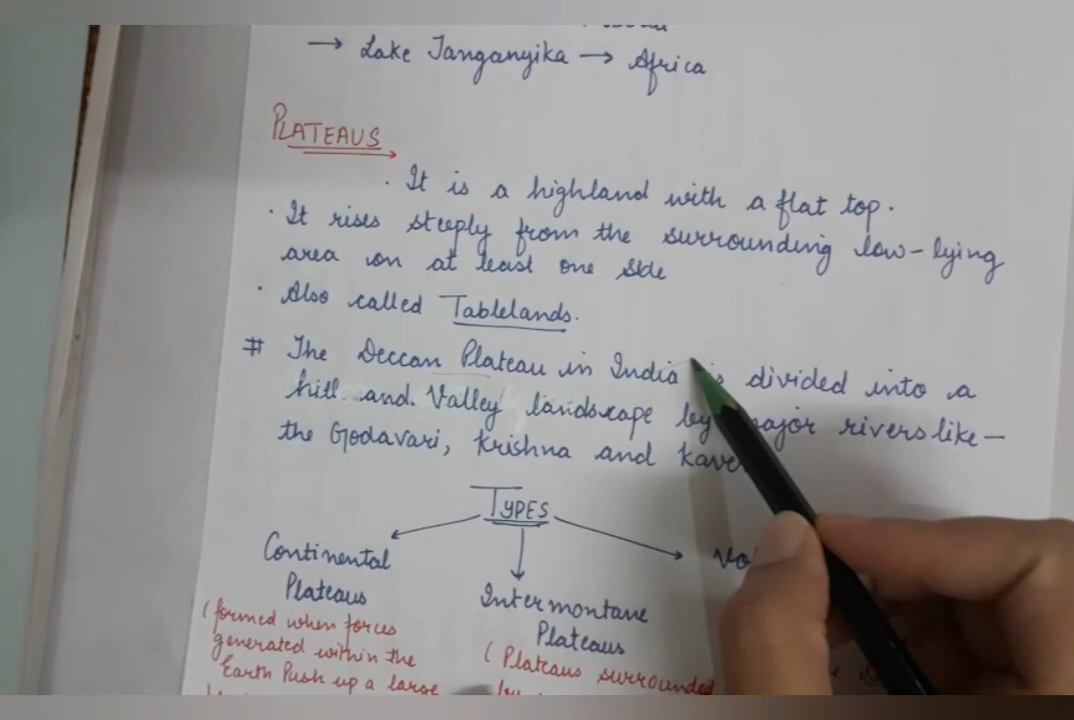 → Lake Tanganyika → Africa
PLATEAUS
· It is a highland with a flat top.
· It rises steeply from the surrounding low-lying
area on at least one side
· Also called Tablelands.
# The Deccan Plateau in India is divided into a
hill and Valley landscape by major rivers like—
the Godavari, Krishna and Kave
TYPES
Continental
Plateaus
(formed when forces
generated within the
Earth Push up a large
Intermontane
Plateaus
(Plateaus surrounded